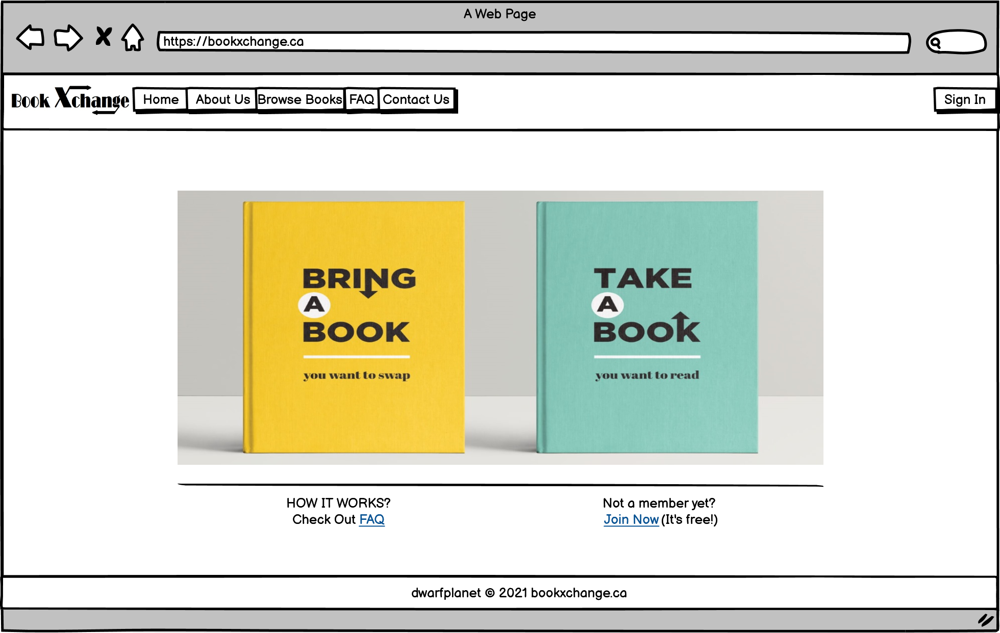 A Web Page
https://bookxchange.ca
Book Xchange
Home
About Us
Browse Books
FAQ
Contact Us
Sign In
BRING
A
BOOK
you want to swap
TAKE
A
BOOk
you want to read
HOW IT WORKS?
Check Out FAQ
Not a member yet?
Join Now (It's free!)
dwarfplanet © 2021 bookxchange.ca